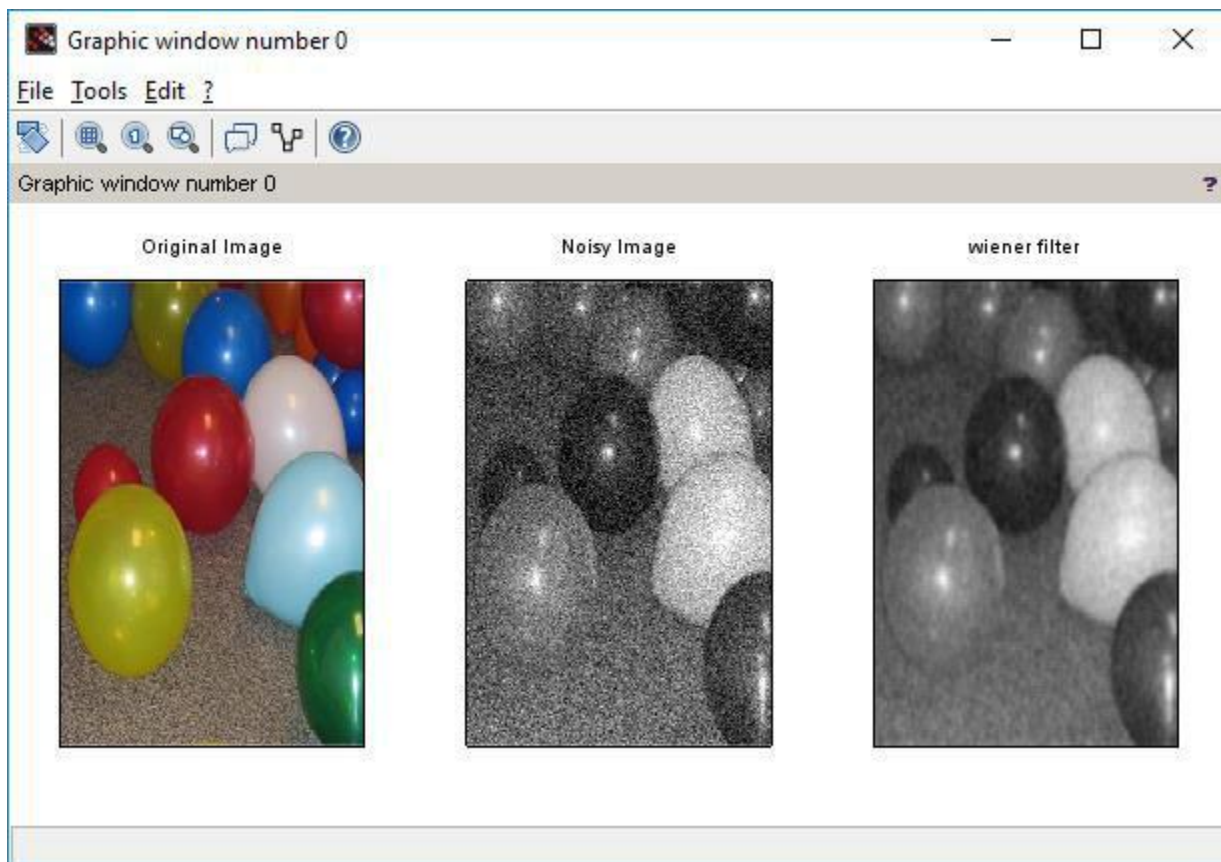 Graphic window number 0
File Tools Edit ?
Graphic window number 0 ?
Original Image Noisy Image wiener filter